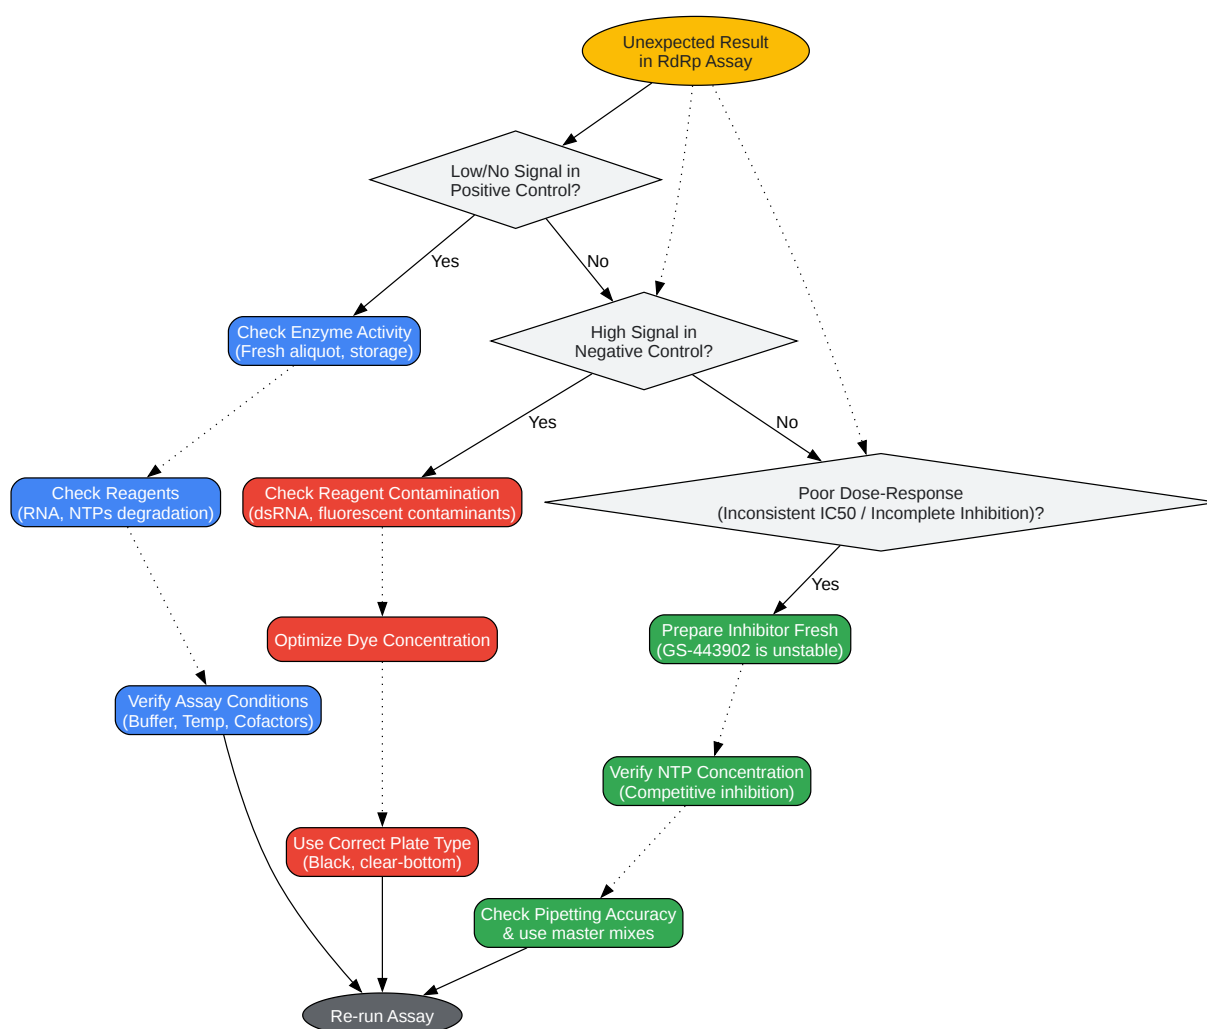 Unexpected Result
in RdRp Assay
Low/No Signal in
Positive Control?
Yes
No
Check Enzyme Activity
(Fresh aliquot, storage)
High Signal in
Negative Control?
Yes
No
Check Reagents
(RNA, NTPs degradation)
Check Reagent Contamination
(dsRNA, fluorescent contaminants)
Poor Dose-Response
(Inconsistent IC50 / Incomplete Inhibition)?
Yes
Optimize Dye Concentration
Prepare Inhibitor Fresh
(GS-443902 is unstable)
Verify Assay Conditions
(Buffer, Temp, Cofactors)
Verify NTP Concentration
(Competitive inhibition)
Use Correct Plate Type
(Black, clear-bottom)
Check Pipetting Accuracy
& use master mixes
Re-run Assay